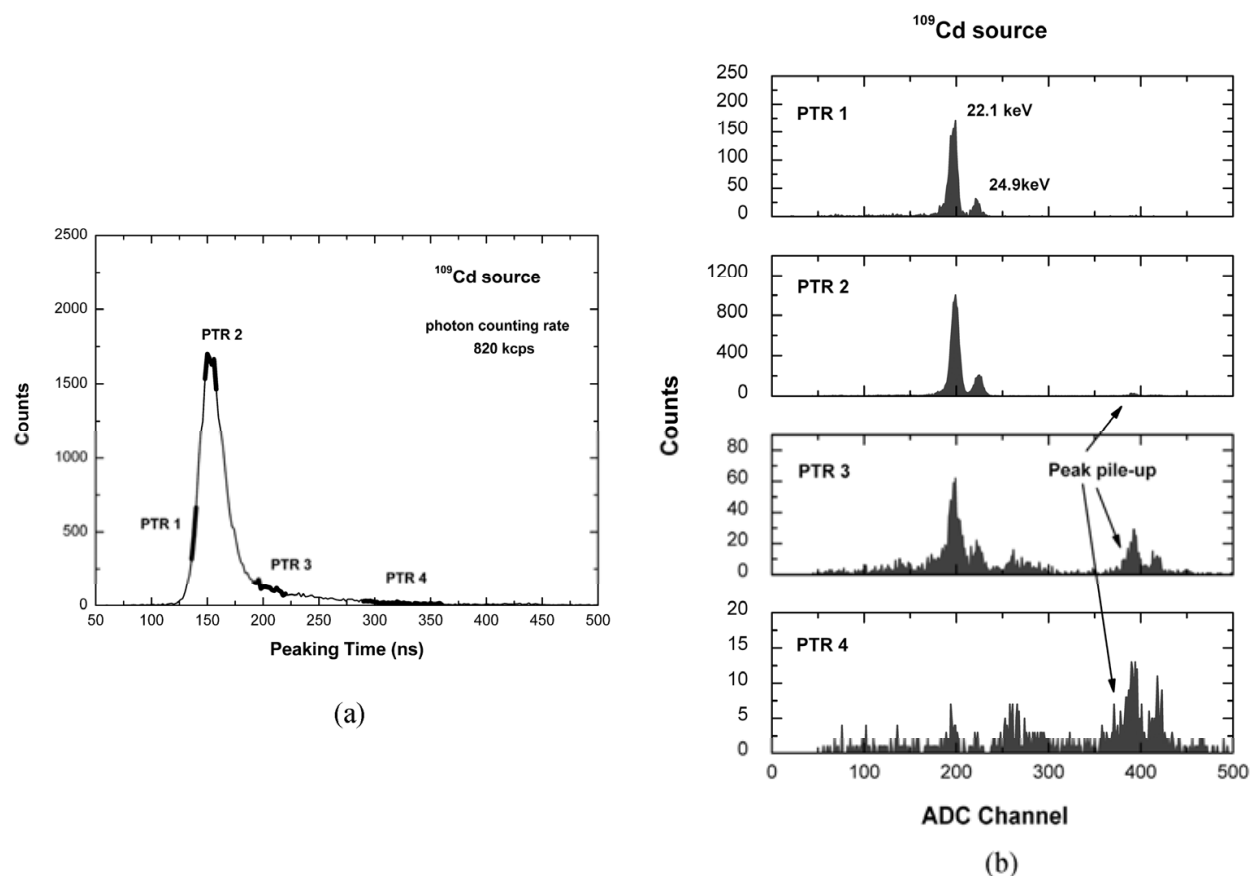 2500
2000
1500
1000
500
0
Counts
¹⁰⁹Cd source
photon counting rate
820 kcps
PTR 2
PTR 1
PTR 3
PTR 4
50 100 150 200 250 300 350 400 450 500
Peaking Time (ns)
(a)
¹⁰⁹Cd source
250
200
150
100
50
0
PTR 1
22.1 keV
24.9keV
1200
800
400
0
PTR 2
Counts
80
60
40
20
0
PTR 3
Peak pile-up
20
15
10
5
0
PTR 4
0 100 200 300 400 500
ADC Channel
(b)